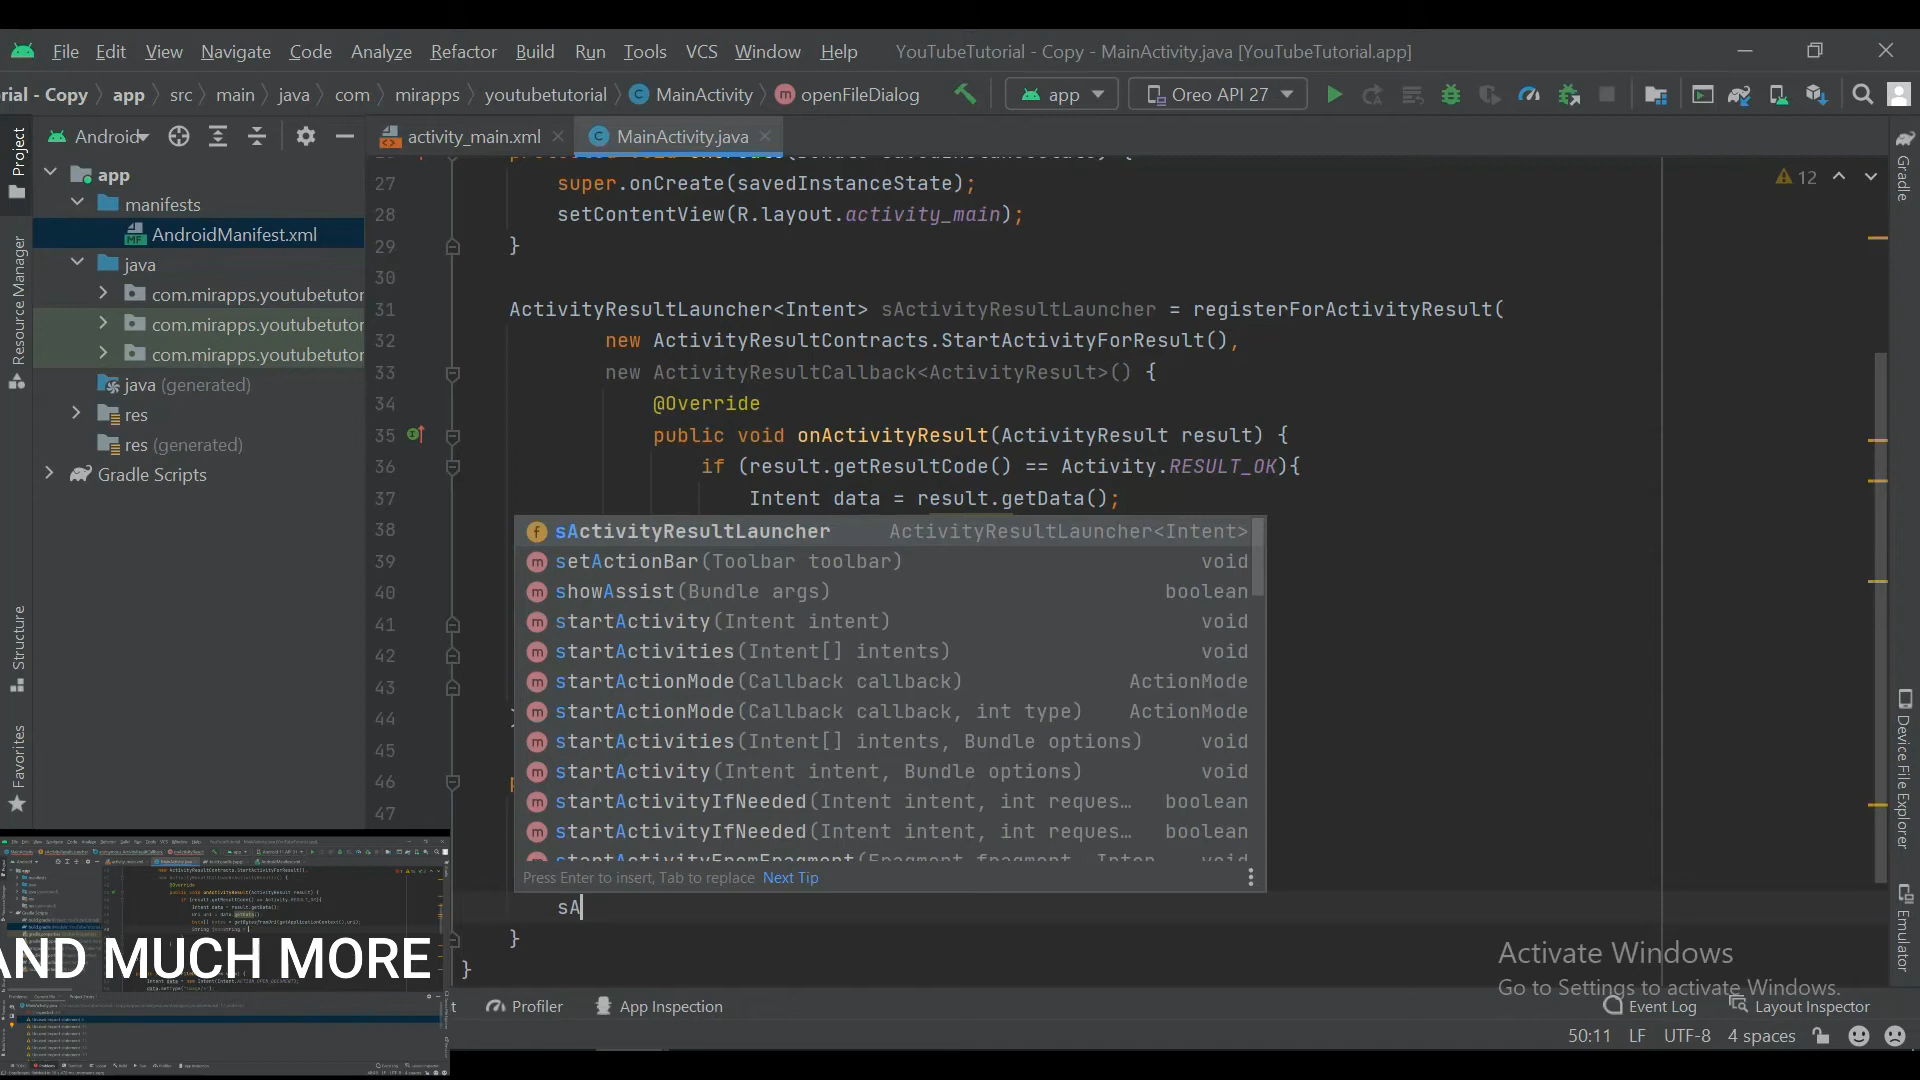 File Edit View Navigate Code Analyze Refactor Build Run Tools VCS Window Help YouTubeTutorial - Copy - MainActivity.java [YouTubeTutorial.app]
rial - Copy app src main java com mirapps youtubetutorial MainActivity openFileDialog app Oreo API 27
Project
Resource Manager
Structure
Favorites
Android
activity_main.xml MainActivity.java
app
manifests
AndroidManifest.xml
java
com.mirapps.youtubetutor
com.mirapps.youtubetutor
com.mirapps.youtubetutor
java (generated)
res
res (generated)
Gradle Scripts
12
27 super.onCreate(savedInstanceState);
28 setContentView(R.layout.activity_main);
29 }
30
31 ActivityResultLauncher<Intent> sActivityResultLauncher = registerForActivityResult(
32 new ActivityResultContracts.StartActivityForResult(),
33 new ActivityResultCallback<ActivityResult>() {
34 @Override
35 public void onActivityResult(ActivityResult result) {
36 if (result.getResultCode() == Activity.RESULT_OK){
37 Intent data = result.getData();
38
39
40
41
42
43
44
45
46
47
sActivityResultLauncher ActivityResultLauncher<Intent>
setActionBar(Toolbar toolbar) void
showAssist(Bundle args) boolean
startActivity(Intent intent) void
startActivities(Intent[] intents) void
startActionMode(Callback callback) ActionMode
startActionMode(Callback callback, int type) ActionMode
startActivities(Intent[] intents, Bundle options) void
startActivity(Intent intent, Bundle options) void
startActivityIfNeeded(Intent intent, int reques… boolean
startActivityIfNeeded(Intent intent, int reques… boolean
Press Enter to insert, Tab to replace Next Tip
sA
}
}
AND MUCH MORE
Gradle
Device File Explorer
Emulator
Activate Windows
Go to Settings to activate Windows.
t Profiler App Inspection Event Log Layout Inspector
50:11 LF UTF-8 4 spaces